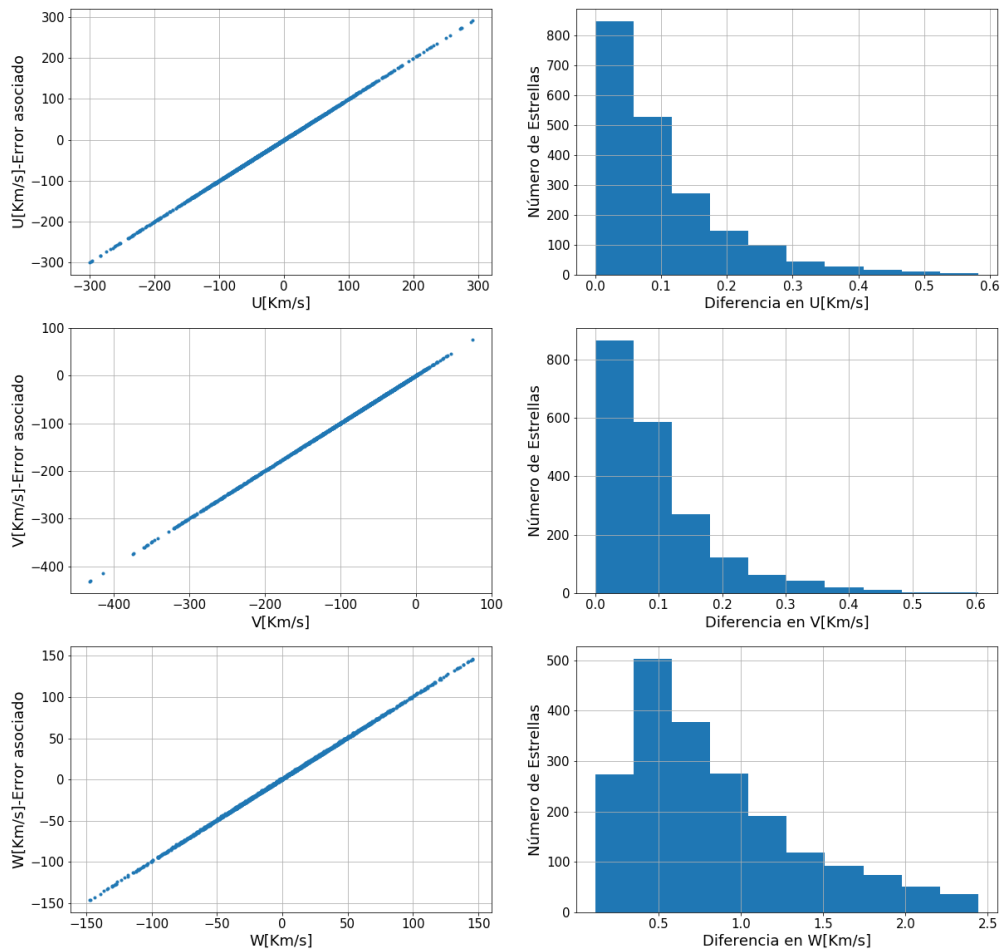 300
200
100
0
−100
−200
−300
U[Km/s]-Error asociado
−300 −200 −100 0 100 200 300
U[Km/s]
800
700
600
500
400
300
200
100
0
Número de Estrellas
0.0 0.1 0.2 0.3 0.4 0.5 0.6
Diferencia en U[Km/s]
100
0
−100
−200
−300
−400
V[Km/s]-Error asociado
−400 −300 −200 −100 0 100
V[Km/s]
800
600
400
200
0
Número de Estrellas
0.0 0.1 0.2 0.3 0.4 0.5 0.6
Diferencia en V[Km/s]
150
100
50
0
−50
−100
−150
W[Km/s]-Error asociado
−150 −100 −50 0 50 100 150
W[Km/s]
500
400
300
200
100
0
Número de Estrellas
0.5 1.0 1.5 2.0 2.5
Diferencia en W[Km/s]